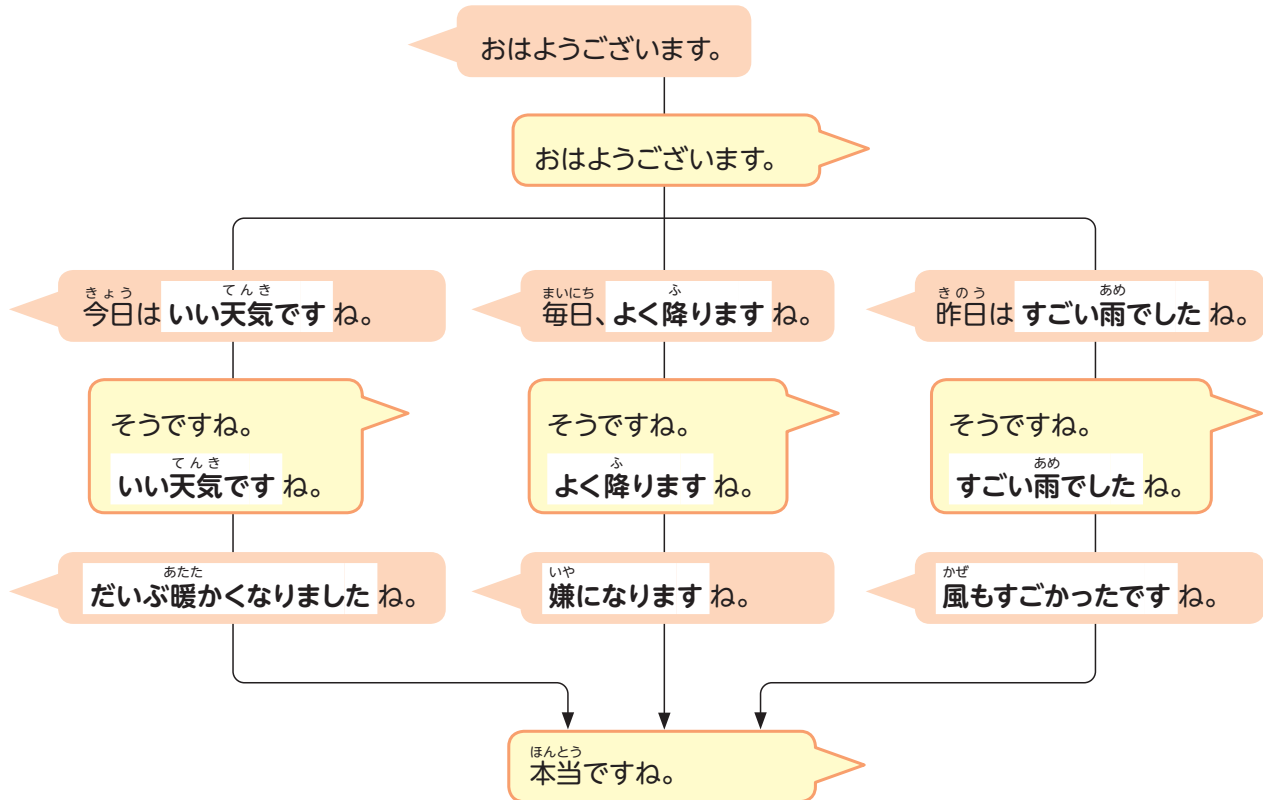 おはようございます。
おはようございます。
きょう てんき
今日は いい天気です ね。
そうですね。
てんき
いい天気です ね。
あたた
だいぶ暖かくなりました ね。
まいにち ふ
毎日、よく降ります ね。
そうですね。
ふ
よく降ります ね。
いや
嫌になります ね。
きのう あめ
昨日は すごい雨でした ね。
そうですね。
あめ
すごい雨でした ね。
かぜ
風もすごかったです ね。
ほんとう
本当ですね。